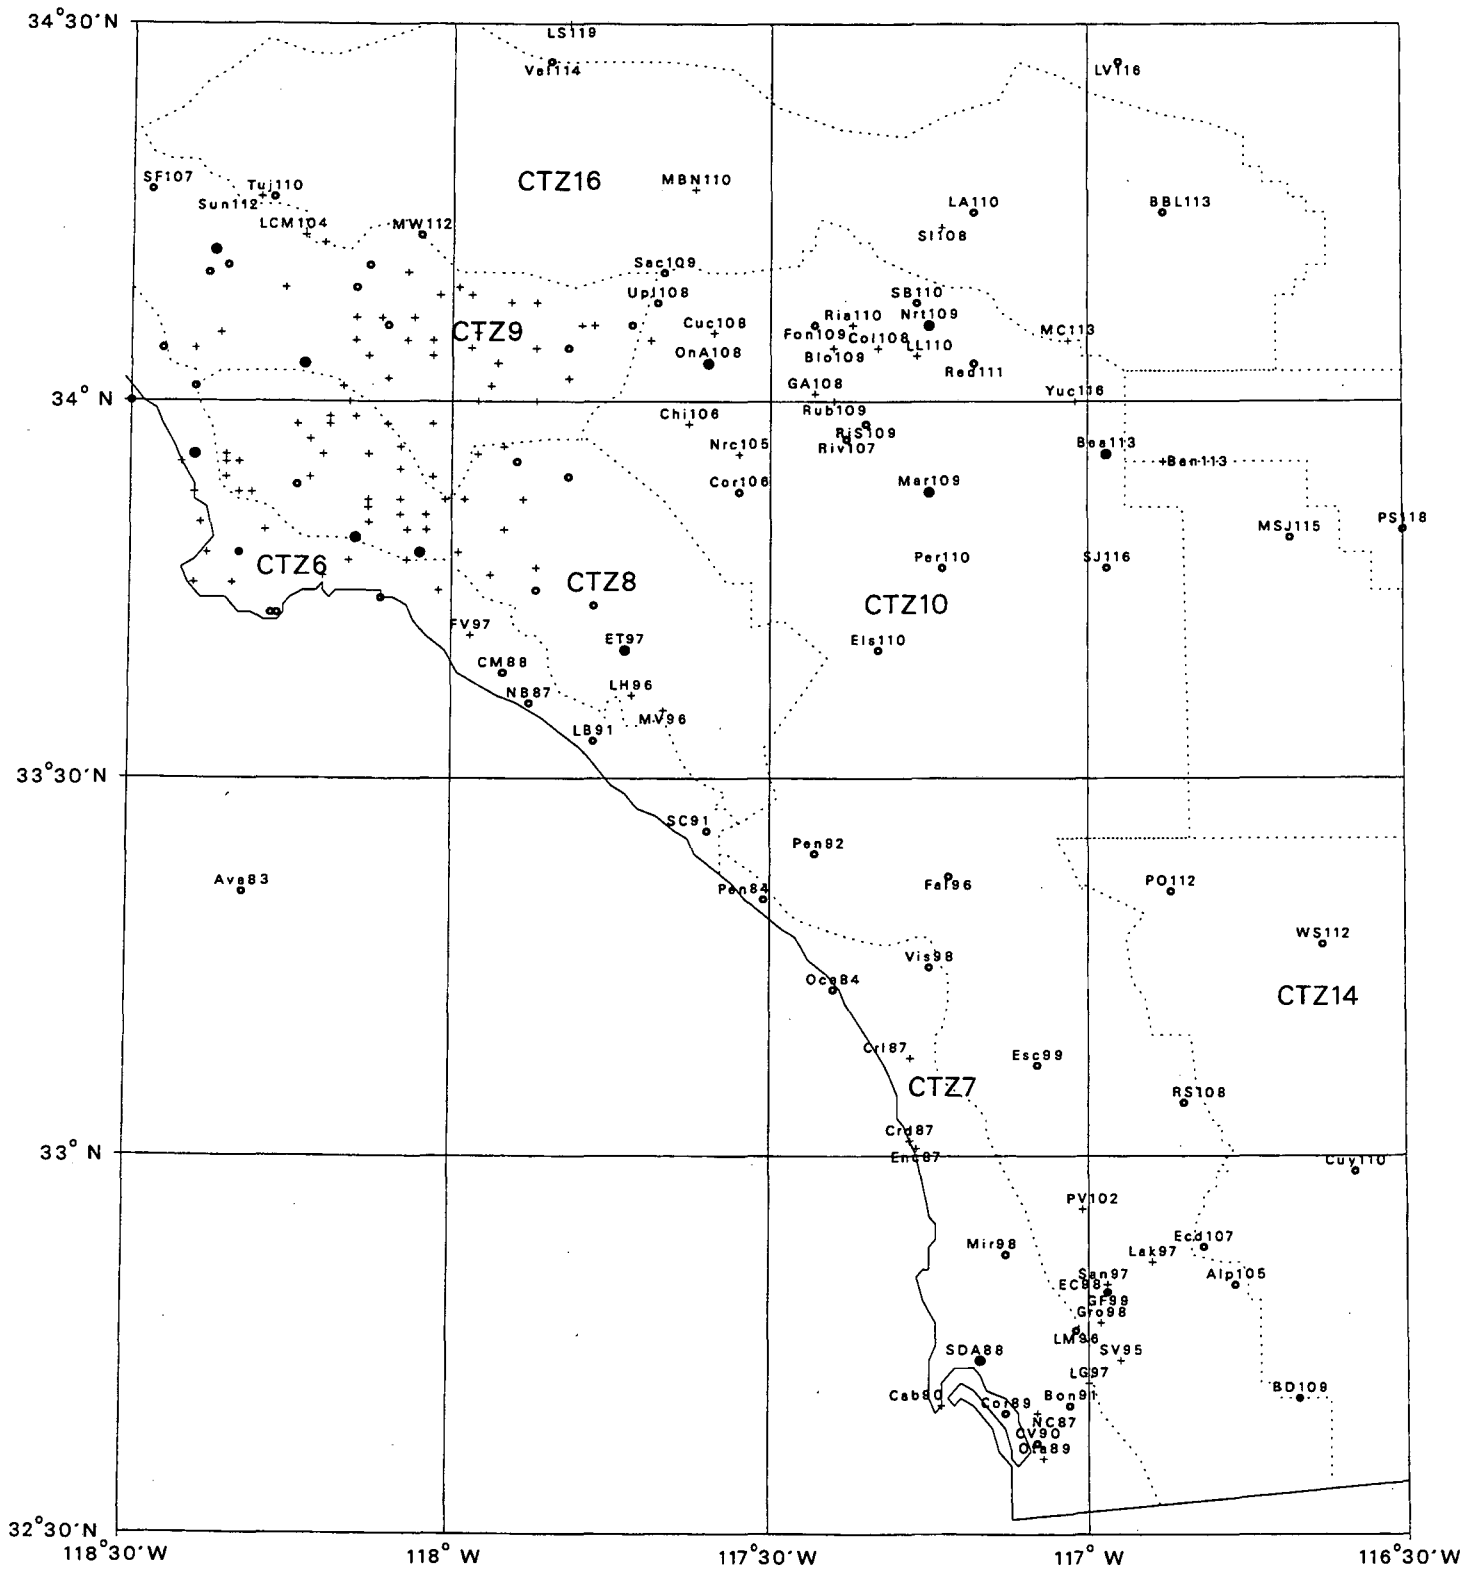 34°30'N
LS119
Val114
LV116
SF107
Tuj110
CTZ16
MBN110
Sun112
LA110
BBL113
LCM104
MW112
SI108
Sac109
Upl108
SB110
CTZ9
Cuc108
Ria110
Nrt109
Fon109
Col108
MC113
OnA108
Blo109
LL110
Red111
GA108
Yuc116
34° N
Chi106
Rub109
RiS109
Nrc105
Riv107
Bea113
Ban113
Cor106
Mar109
MSJ115
PS118
CTZ6
CTZ8
Per110
SJ116
CTZ10
FV97
ET97
Els110
CM88
LH96
NB87
MV96
LB91
33°30'N
SC91
Pen92
Ava83
Pen84
Fal96
PO112
WS112
Vis98
Oce84
CTZ14
Crl87
Esc99
CTZ7
RS108
Crd87
33° N
Enc87
Cuy110
PV102
Mir98
Ecd107
Lak97
San97
Alp105
EC98
GF99
Gro98
LM96
SDA88
SV95
LG97
Cab90
Cor89
Bon91
BD109
NC87
CV90
Ota89
32°30'N
118°30'W
118° W
117°30'W
117° W
116°30'W